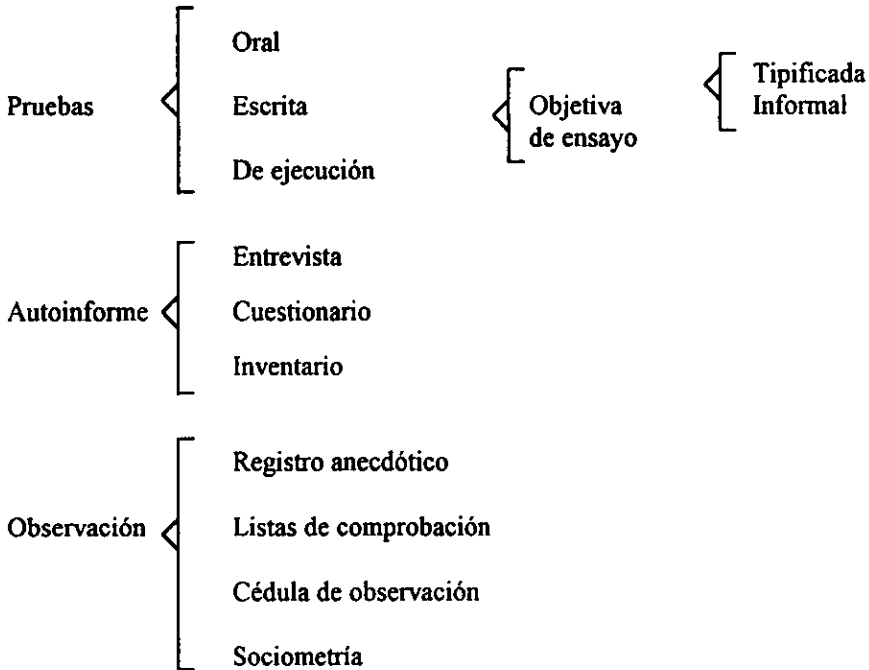 Oral
Tipificada
Pruebas
Escrita
Objetiva
Informal
de ensayo
De ejecución
Entrevista
Autoinforme
Cuestionario
Inventario
Registro anecdótico
Observación
Listas de comprobación
Cédula de observación
Sociometría